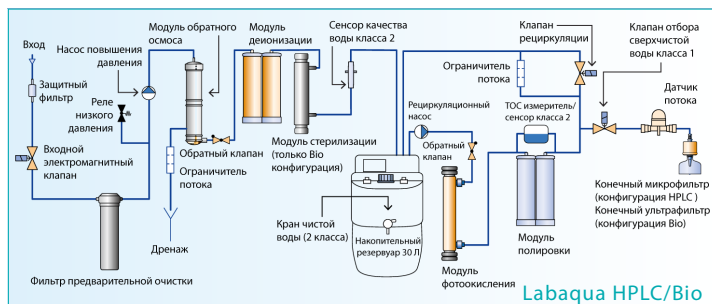 Вход
Насос повышения
давления
Модуль обратного
осмоса
Модуль
деионизации
Сенсор качества
воды класса 2
Клапан
рециркуляции
Клапан отбора
сверхчистой
воды класса 1
Защитный
фильтр
Реле
низкого
давления
Ограничитель
потока
Датчик
потока
Рециркуляционный
насос
ТОС измеритель/
сенсор класса 2
Входной
электромагнитный
клапан
Обратный клапан
Ограничитель
потока
Модуль стерилизации
(только Bio
конфигурация)
Обратный
клапан
Конечный микрофильтр
(конфигурация HPLC )
Конечный ультрафильтр
(конфигурация Bio)
Кран чистой
воды (2 класса)
Накопительный
резервуар 30 Л
Дренаж
Модуль
полировки
Модуль
фотоокисления
Фильтр предварительной очистки
Labaqua HPLC/Bio